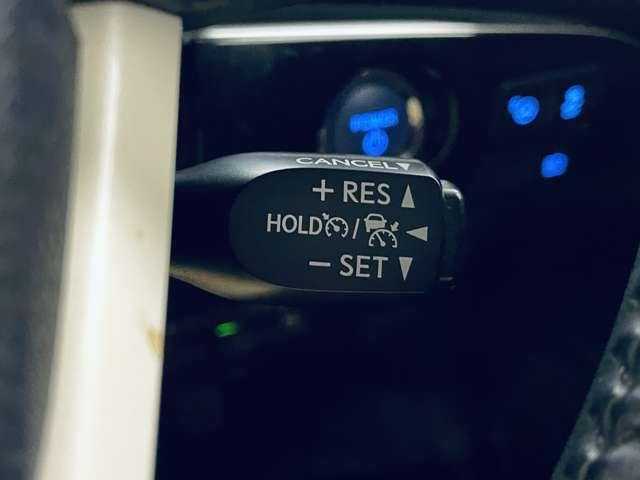 CANCEL▼
+ RES ▲
HOLD / ◀
− SET ▼